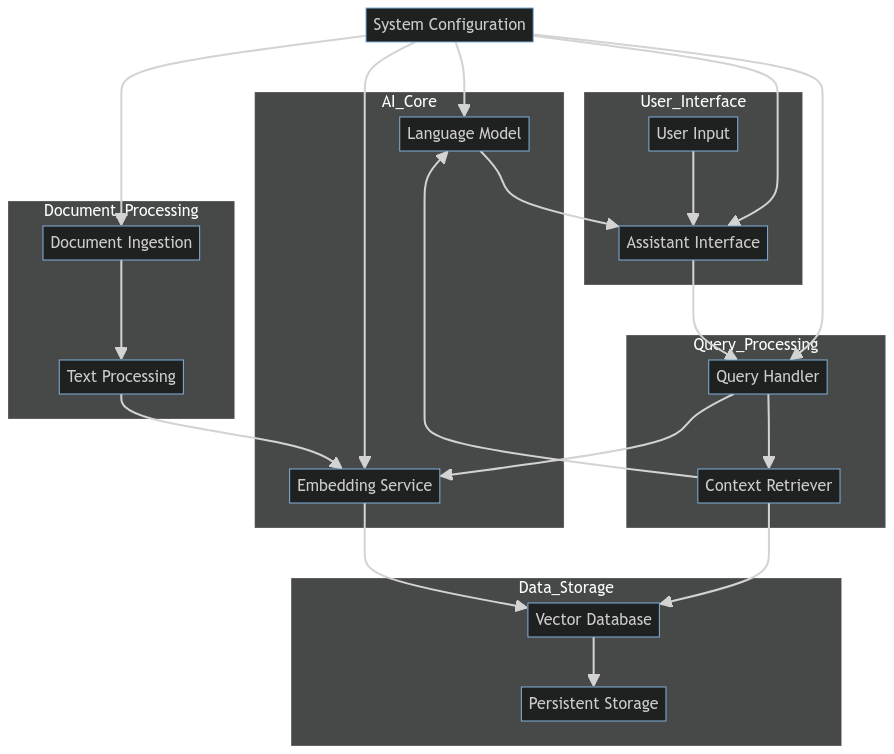 System Configuration
AI_Core
User_Interface
Language Model
User Input
Document_Processing
Document Ingestion
Assistant Interface
Query_Processing
Text Processing
Query Handler
Embedding Service
Context Retriever
Data_Storage
Vector Database
Persistent Storage